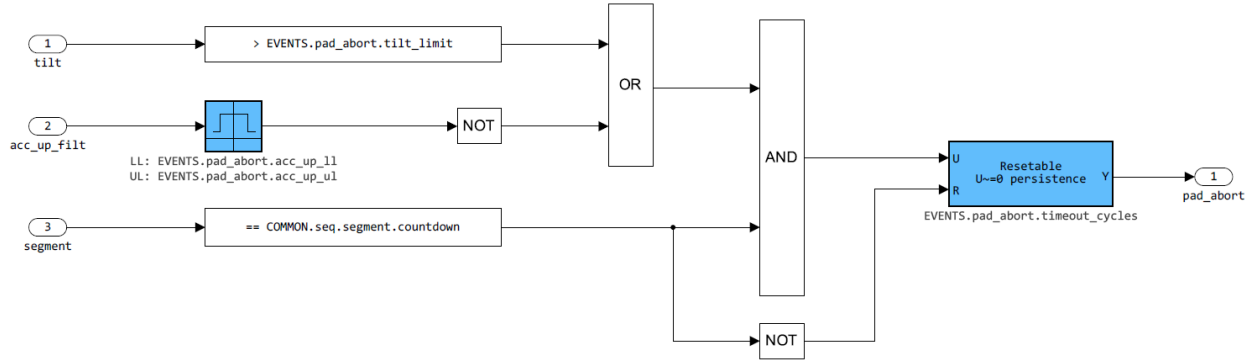 1
> EVENTS.pad_abort.tilt_limit
tilt
OR
2
NOT
acc_up_filt
LL: EVENTS.pad_abort.acc_up_ll
UL: EVENTS.pad_abort.acc_up_ul
AND
U
Resetable
U~=0 persistence
Y
R
1
pad_abort
EVENTS.pad_abort.timeout_cycles
3
== COMMON.seq.segment.countdown
segment
NOT